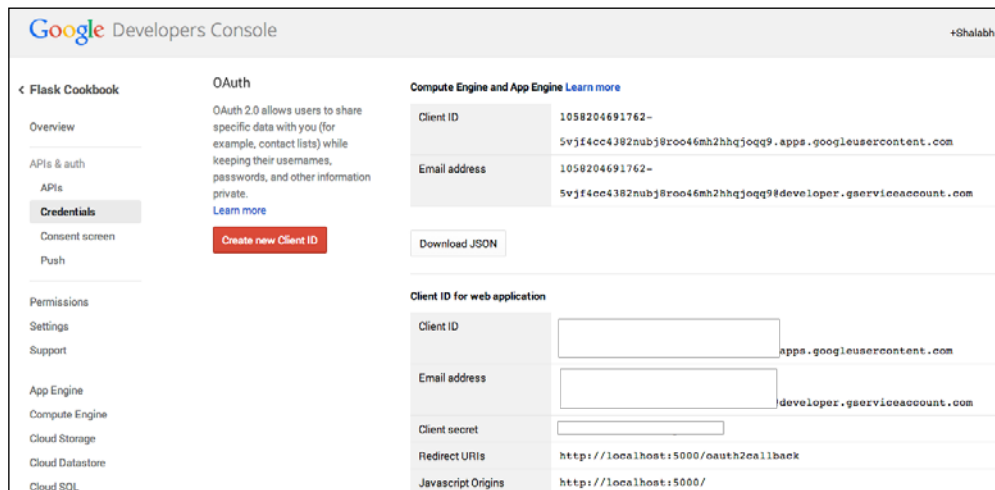 Google Developers Console
+Shalabh
< Flask Cookbook
Overview
APIs & auth
APIs
Credentials
Consent screen
Push
Permissions
Settings
Support
App Engine
Compute Engine
Cloud Storage
Cloud Datastore
Cloud SQL
OAuth
OAuth 2.0 allows users to share
specific data with you (for
example, contact lists) while
keeping their usernames,
passwords, and other information
private.
Learn more
Create new Client ID
Compute Engine and App Engine Learn more
Client ID
1058204691762-
5vjf4cc4382nubj8roo46mh2hhqjoqq9.apps.googleusercontent.com
Email address
1058204691762-
5vjf4cc4382nubj8roo46mh2hhqjoqq9@developer.gserviceaccount.com
Download JSON
Client ID for web application
Client ID
apps.googleusercontent.com
Email address
@developer.gserviceaccount.com
Client secret
Redirect URIs
http://localhost:5000/oauth2callback
Javascript Origins
http://localhost:5000/